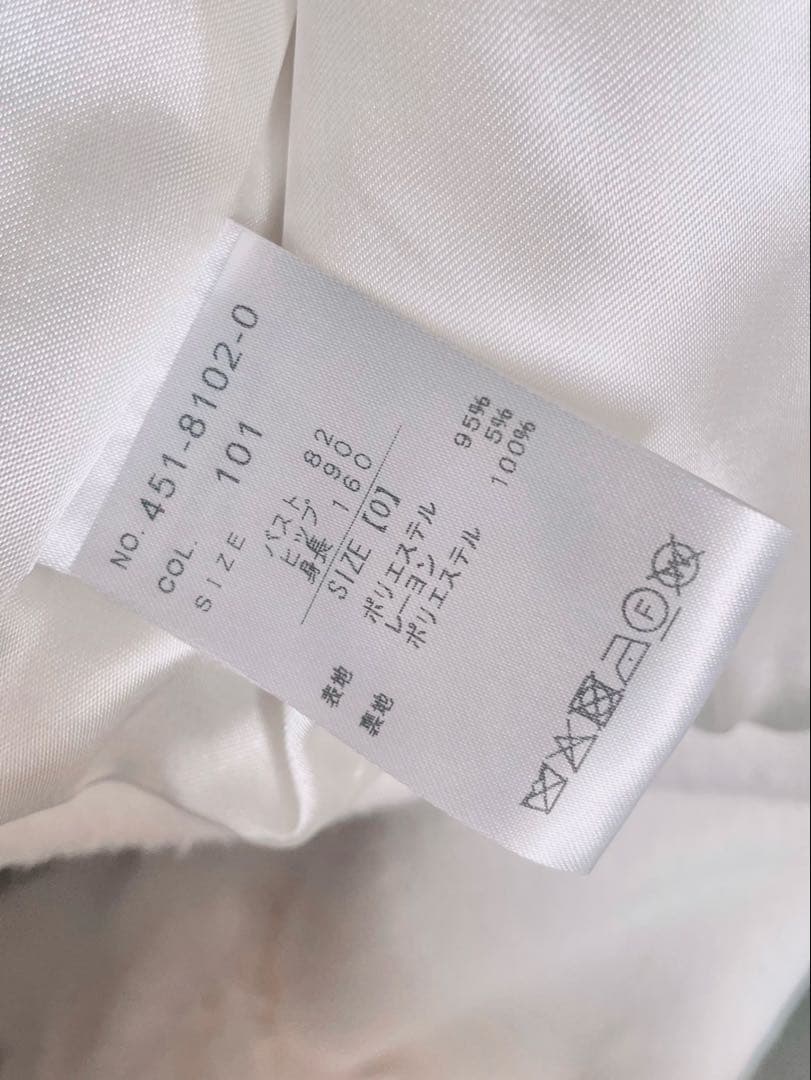 NO. 451-8102-0
COL. 101
SIZE
バスト 82
ヒップ 90
身長 160
SIZE【0】
表地 ポリエステル 95%
レーヨン 5%
裏地 ポリエステル 100%
F
W